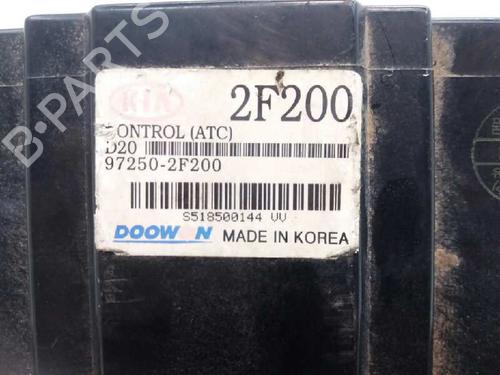 B-PARTS
KIA 2F200
CONTROL (ATC)
D20
97250-2F200
S518500144 VV
DOOWON MADE IN KOREA